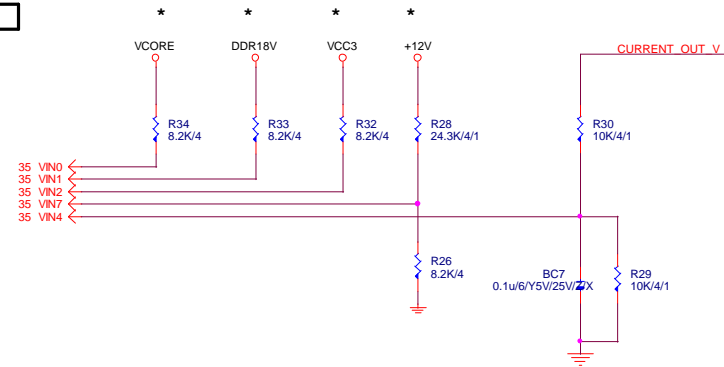 * * * *
VCORE DDR18V VCC3 +12V
CURRENT_OUT_V
R34 R33 R32 R28 R30
8.2K/4 8.2K/4 8.2K/4 24.3K/4/1 10K/4/1
35 VIN0
35 VIN1
35 VIN2
35 VIN7
35 VIN4
R26
8.2K/4
BC7
0.1u/6/Y5V/25V/Z/X
R29
10K/4/1